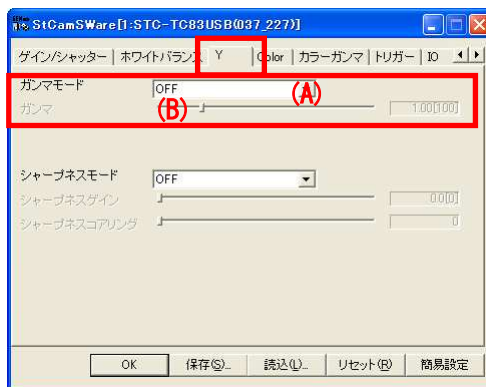 StCamSWare[1:STC-TC83USB(037_227)]
ゲイン/シャッター ホワイトバランス Y Color カラーガンマ トリガー IO
ガンマモード OFF (A)
ガンマ (B) 1.00[100]
シャープネスモード OFF
シャープネスゲイン 0.0[0]
シャープネスコアリング 0
OK 保存(S)... 読込(L)... リセット(R) 簡易設定